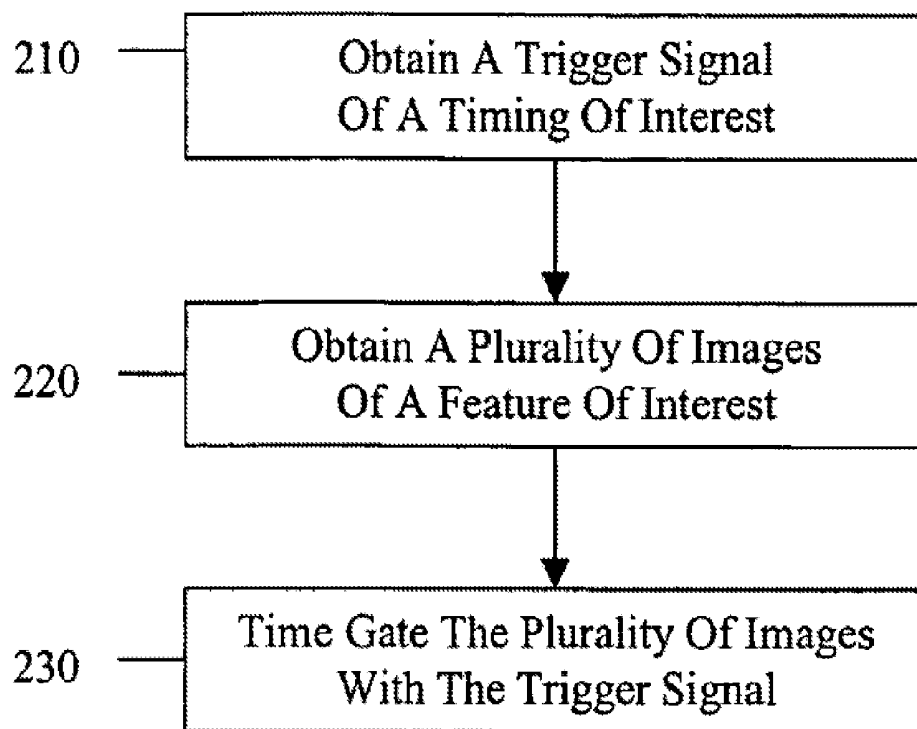 210
Obtain A Trigger Signal
Of A Timing Of Interest
220
Obtain A Plurality Of Images
Of A Feature Of Interest
230
Time Gate The Plurality Of Images
With The Trigger Signal